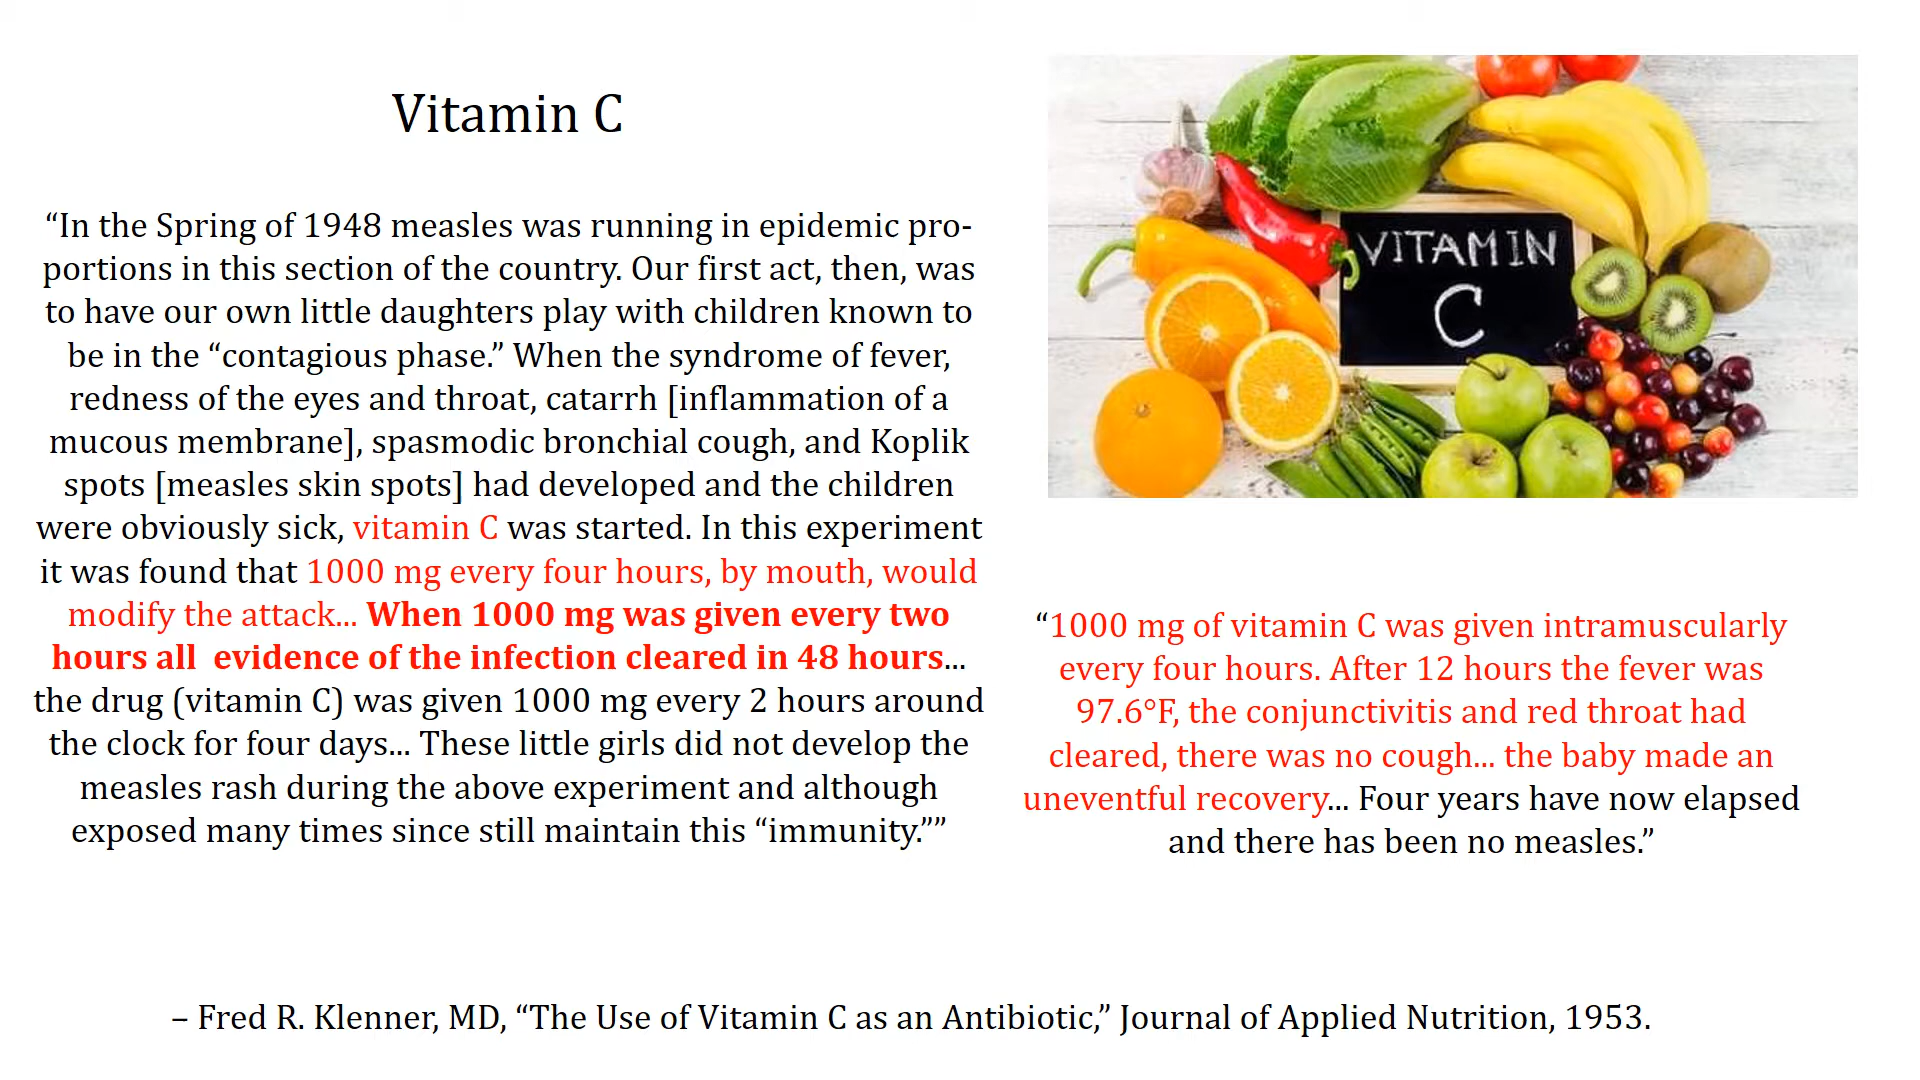 Vitamin C
“In the Spring of 1948 measles was running in epidemic pro-
portions in this section of the country. Our first act, then, was
to have our own little daughters play with children known to
be in the “contagious phase.” When the syndrome of fever,
redness of the eyes and throat, catarrh [inflammation of a
mucous membrane], spasmodic bronchial cough, and Koplik
spots [measles skin spots] had developed and the children
were obviously sick, vitamin C was started. In this experiment
it was found that 1000 mg every four hours, by mouth, would
modify the attack... When 1000 mg was given every two
hours all  evidence of the infection cleared in 48 hours...
the drug (vitamin C) was given 1000 mg every 2 hours around
the clock for four days... These little girls did not develop the
measles rash during the above experiment and although
exposed many times since still maintain this “immunity.””
VITAMIN
C
“1000 mg of vitamin C was given intramuscularly
every four hours. After 12 hours the fever was
97.6°F, the conjunctivitis and red throat had
cleared, there was no cough... the baby made an
uneventful recovery... Four years have now elapsed
and there has been no measles.”
– Fred R. Klenner, MD, “The Use of Vitamin C as an Antibiotic,” Journal of Applied Nutrition, 1953.